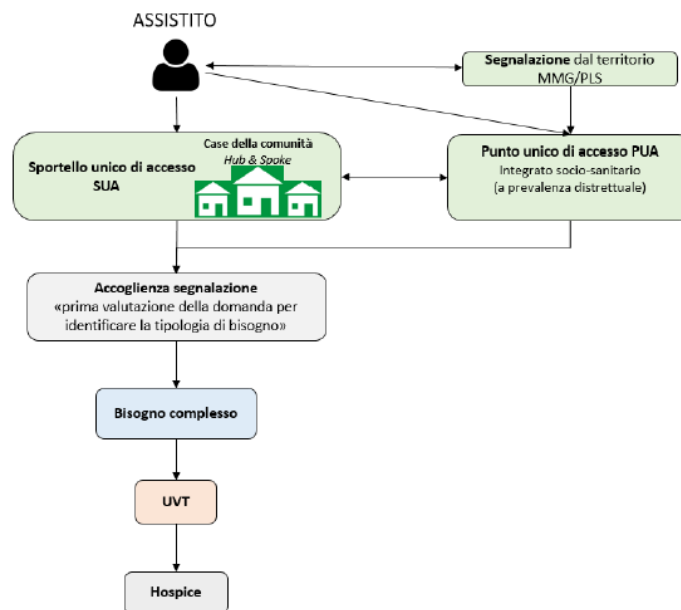 ASSISTITO
Segnalazione dal territorio
MMG/PLS
Sportello unico di accesso
SUA
Case della comunità
Hub & Spoke
Punto unico di accesso PUA
Integrato socio-sanitario
(a prevalenza distrettuale)
Accoglienza segnalazione
«prima valutazione della domanda per
identificare la tipologia di bisogno»
Bisogno complesso
UVT
Hospice